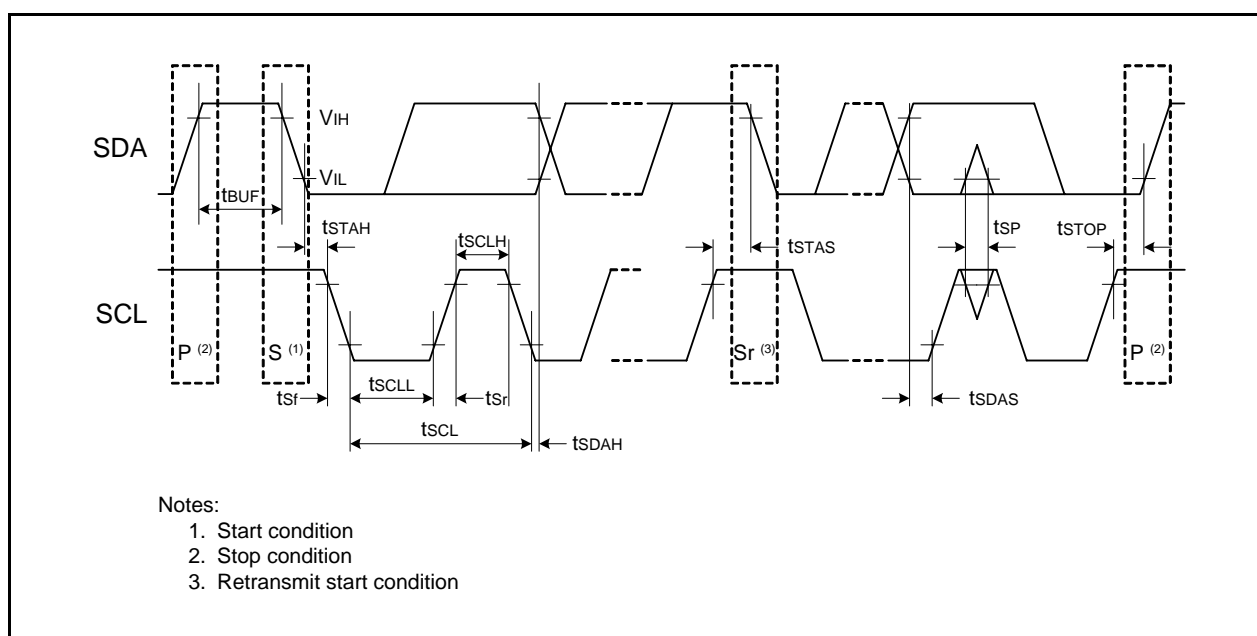 VIH
SDA
VIL
tBUF
tSTAH
tSCLH
tSTAS
tSP
tSTOP
SCL
P (2)
S (1)
Sr (3)
P (2)
tSCLL
tSf
tSr
tSDAS
tSCL
tSDAH
Notes:
1. Start condition
2. Stop condition
3. Retransmit start condition